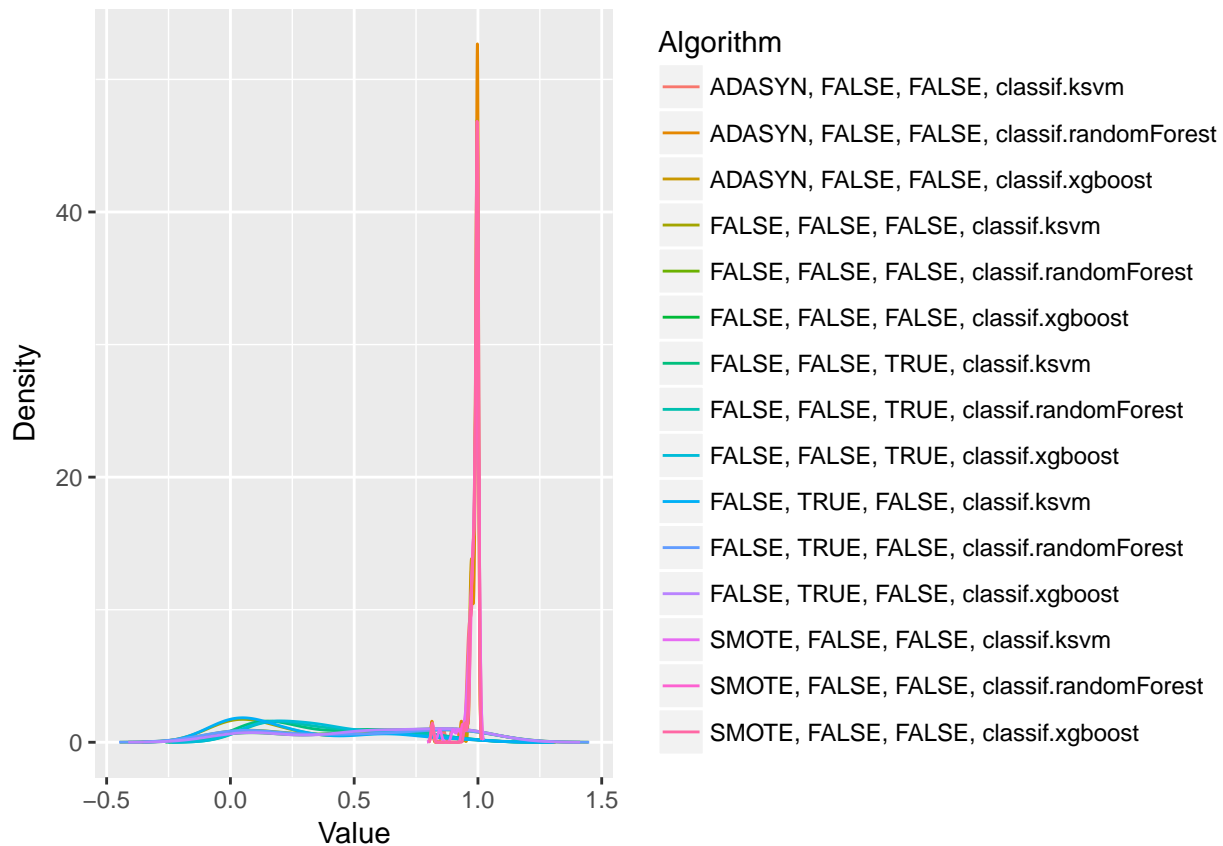 Algorithm
ADASYN, FALSE, FALSE, classif.ksvm
ADASYN, FALSE, FALSE, classif.randomForest
ADASYN, FALSE, FALSE, classif.xgboost
FALSE, FALSE, FALSE, classif.ksvm
FALSE, FALSE, FALSE, classif.randomForest
FALSE, FALSE, FALSE, classif.xgboost
FALSE, FALSE, TRUE, classif.ksvm
FALSE, FALSE, TRUE, classif.randomForest
FALSE, FALSE, TRUE, classif.xgboost
FALSE, TRUE, FALSE, classif.ksvm
FALSE, TRUE, FALSE, classif.randomForest
FALSE, TRUE, FALSE, classif.xgboost
SMOTE, FALSE, FALSE, classif.ksvm
SMOTE, FALSE, FALSE, classif.randomForest
SMOTE, FALSE, FALSE, classif.xgboost
Density
40
20
0
−0.5 0.0 0.5 1.0 1.5
Value